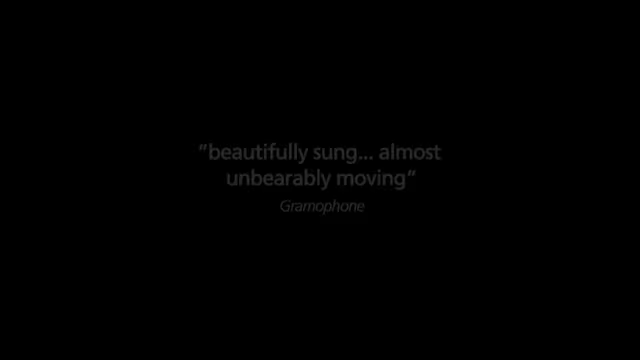 ”beautifully sung... almost
unbearably moving”
Gramophone